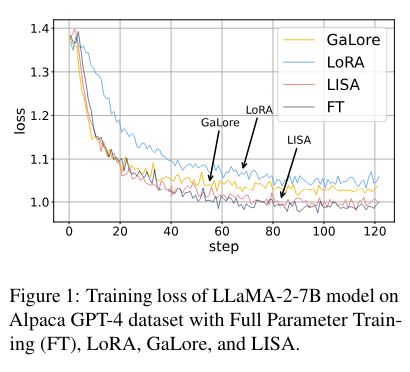 1.4
1.3
1.2
1.1
1.0
loss
GaLore
LoRA
LISA
FT
GaLore
LoRA
LISA
0 20 40 60 80 100 120
step
Figure 1: Training loss of LLaMA-2-7B model on
Alpaca GPT-4 dataset with Full Parameter Train-
ing (FT), LoRA, GaLore, and LISA.